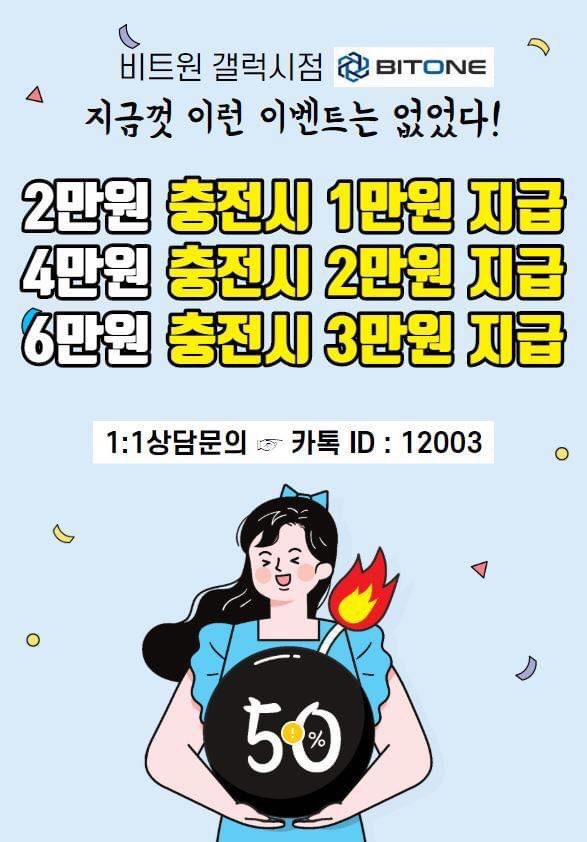 비트원 갤럭시점 BITONE
지금껏 이런 이벤트는 없었다!
2만원 충전시 1만원 지급
4만원 충전시 2만원 지급
6만원 충전시 3만원 지급
1:1상담문의 ☞ 카톡 ID : 12003
50%